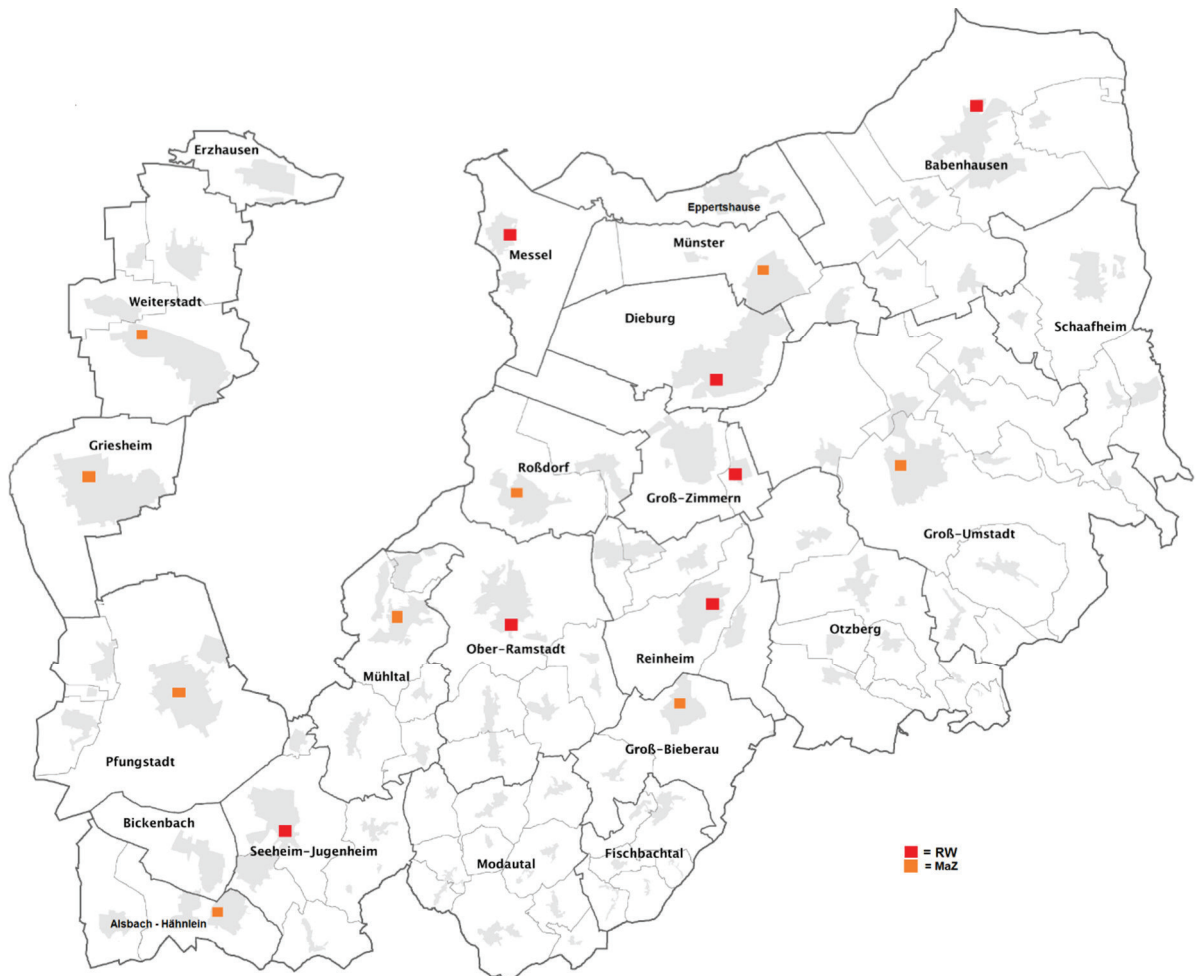 Erzhausen
Babenhausen
Eppertshause
Münster
Messel
Weiterstadt
Dieburg
Schaafheim
Griesheim
Roßdorf
Groß-Zimmern
Groß-Umstadt
Otzberg
Ober-Ramstadt
Reinheim
Mühltal
Groß-Bieberau
Pfungstadt
Bickenbach
Seeheim-Jugenheim
Fischbachtal
Modautal
Alsbach - Hähnlein
= RW
= MaZ